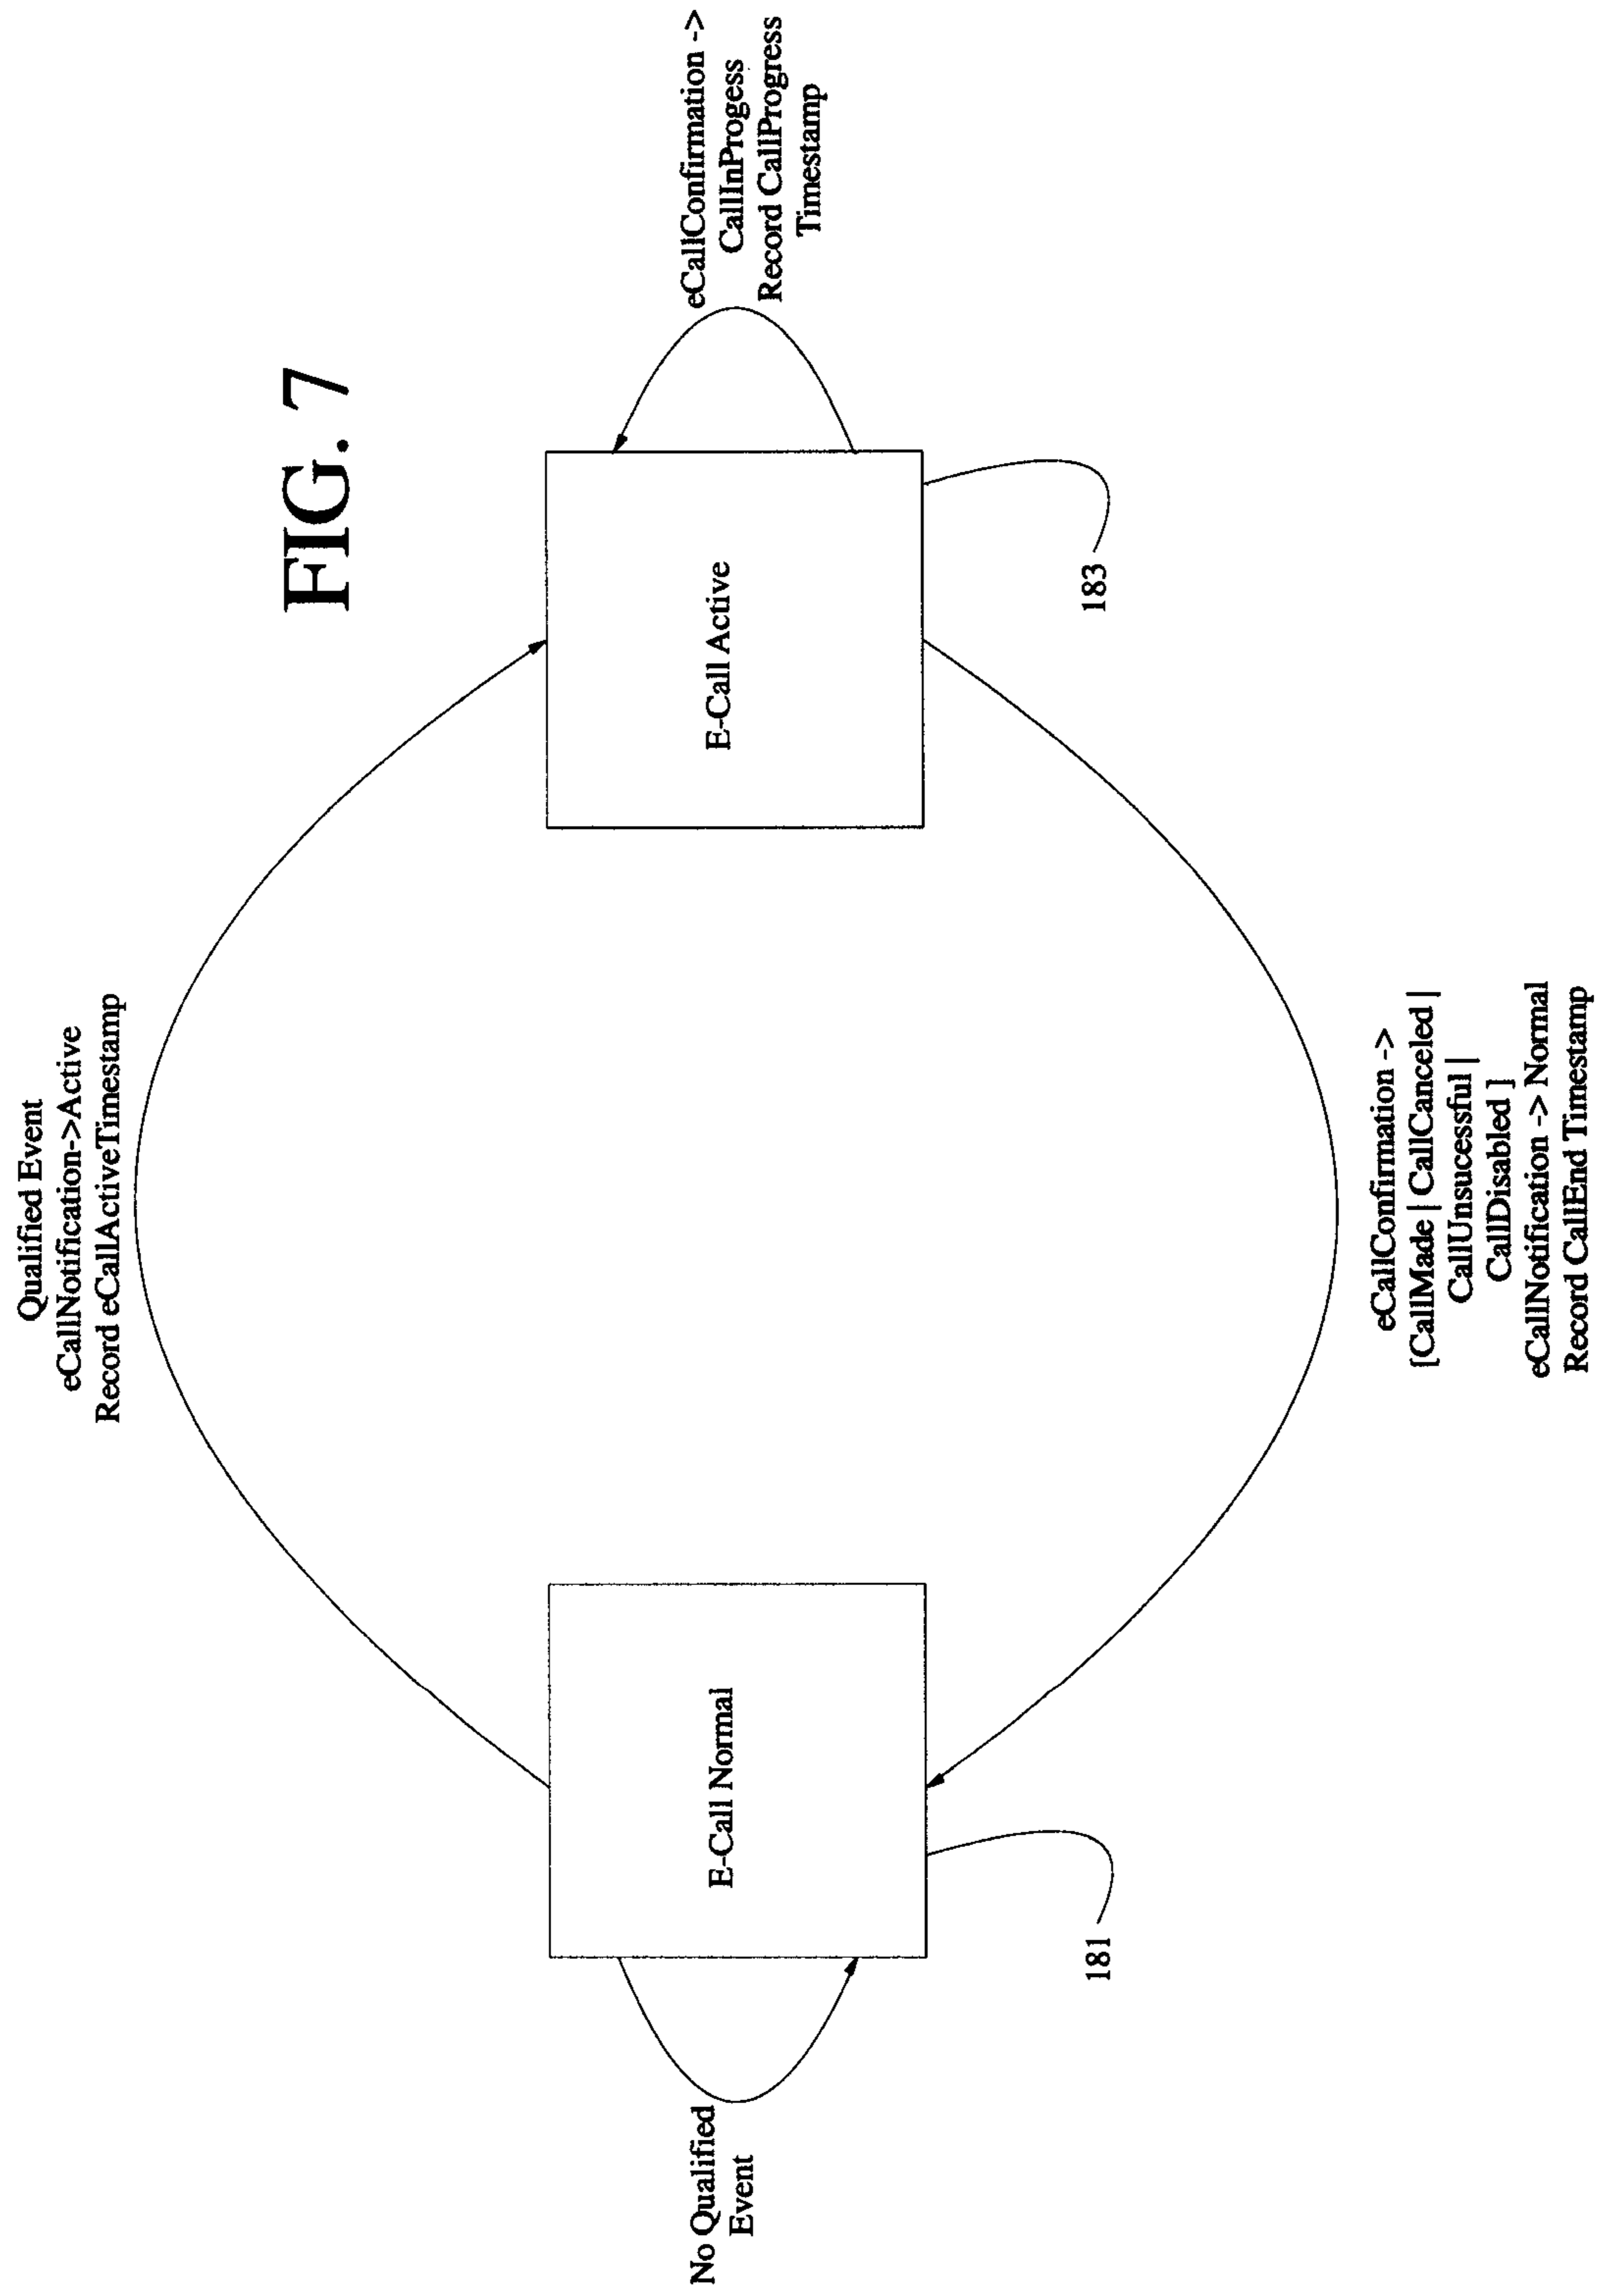 FIG. 7
Qualified Event
eCallNotification->Active
Record eCallActiveTimestamp
No Qualified
Event
E-Call Normal
E-Call Active
eCallConfirmation ->
CallInProgess
Record CallProgress
Timestamp
181
183
eCallConfirmation ->
[CallMade | CallCanceled |
CallUnsucessful |
CallDisabled ]
eCallNotification -> Normal
Record CallEnd Timestamp